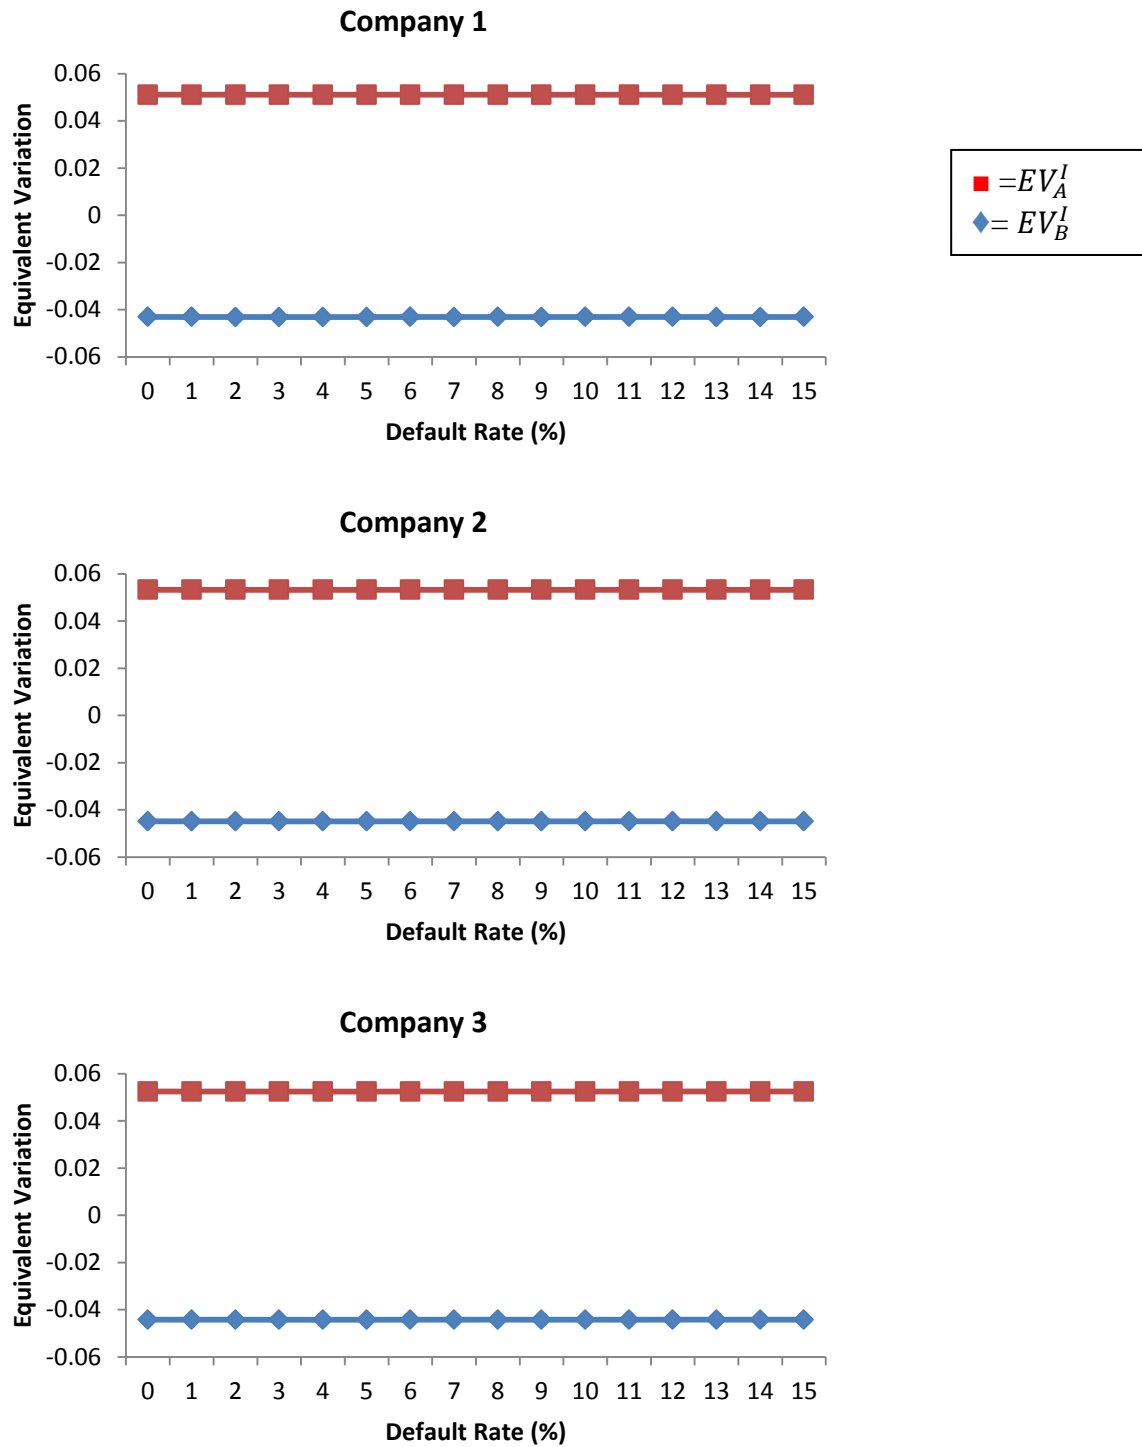 Company 1
0.06
0.04
0.02
0
-0.02
-0.04
-0.06
Equivalent Variation
0 1 2 3 4 5 6 7 8 9 10 11 12 13 14 15
Default Rate (%)
=EV_A^I
= EV_B^I
Company 2
0.06
0.04
0.02
0
-0.02
-0.04
-0.06
Equivalent Variation
0 1 2 3 4 5 6 7 8 9 10 11 12 13 14 15
Default Rate (%)
Company 3
0.06
0.04
0.02
0
-0.02
-0.04
-0.06
Equivalent Variation
0 1 2 3 4 5 6 7 8 9 10 11 12 13 14 15
Default Rate (%)